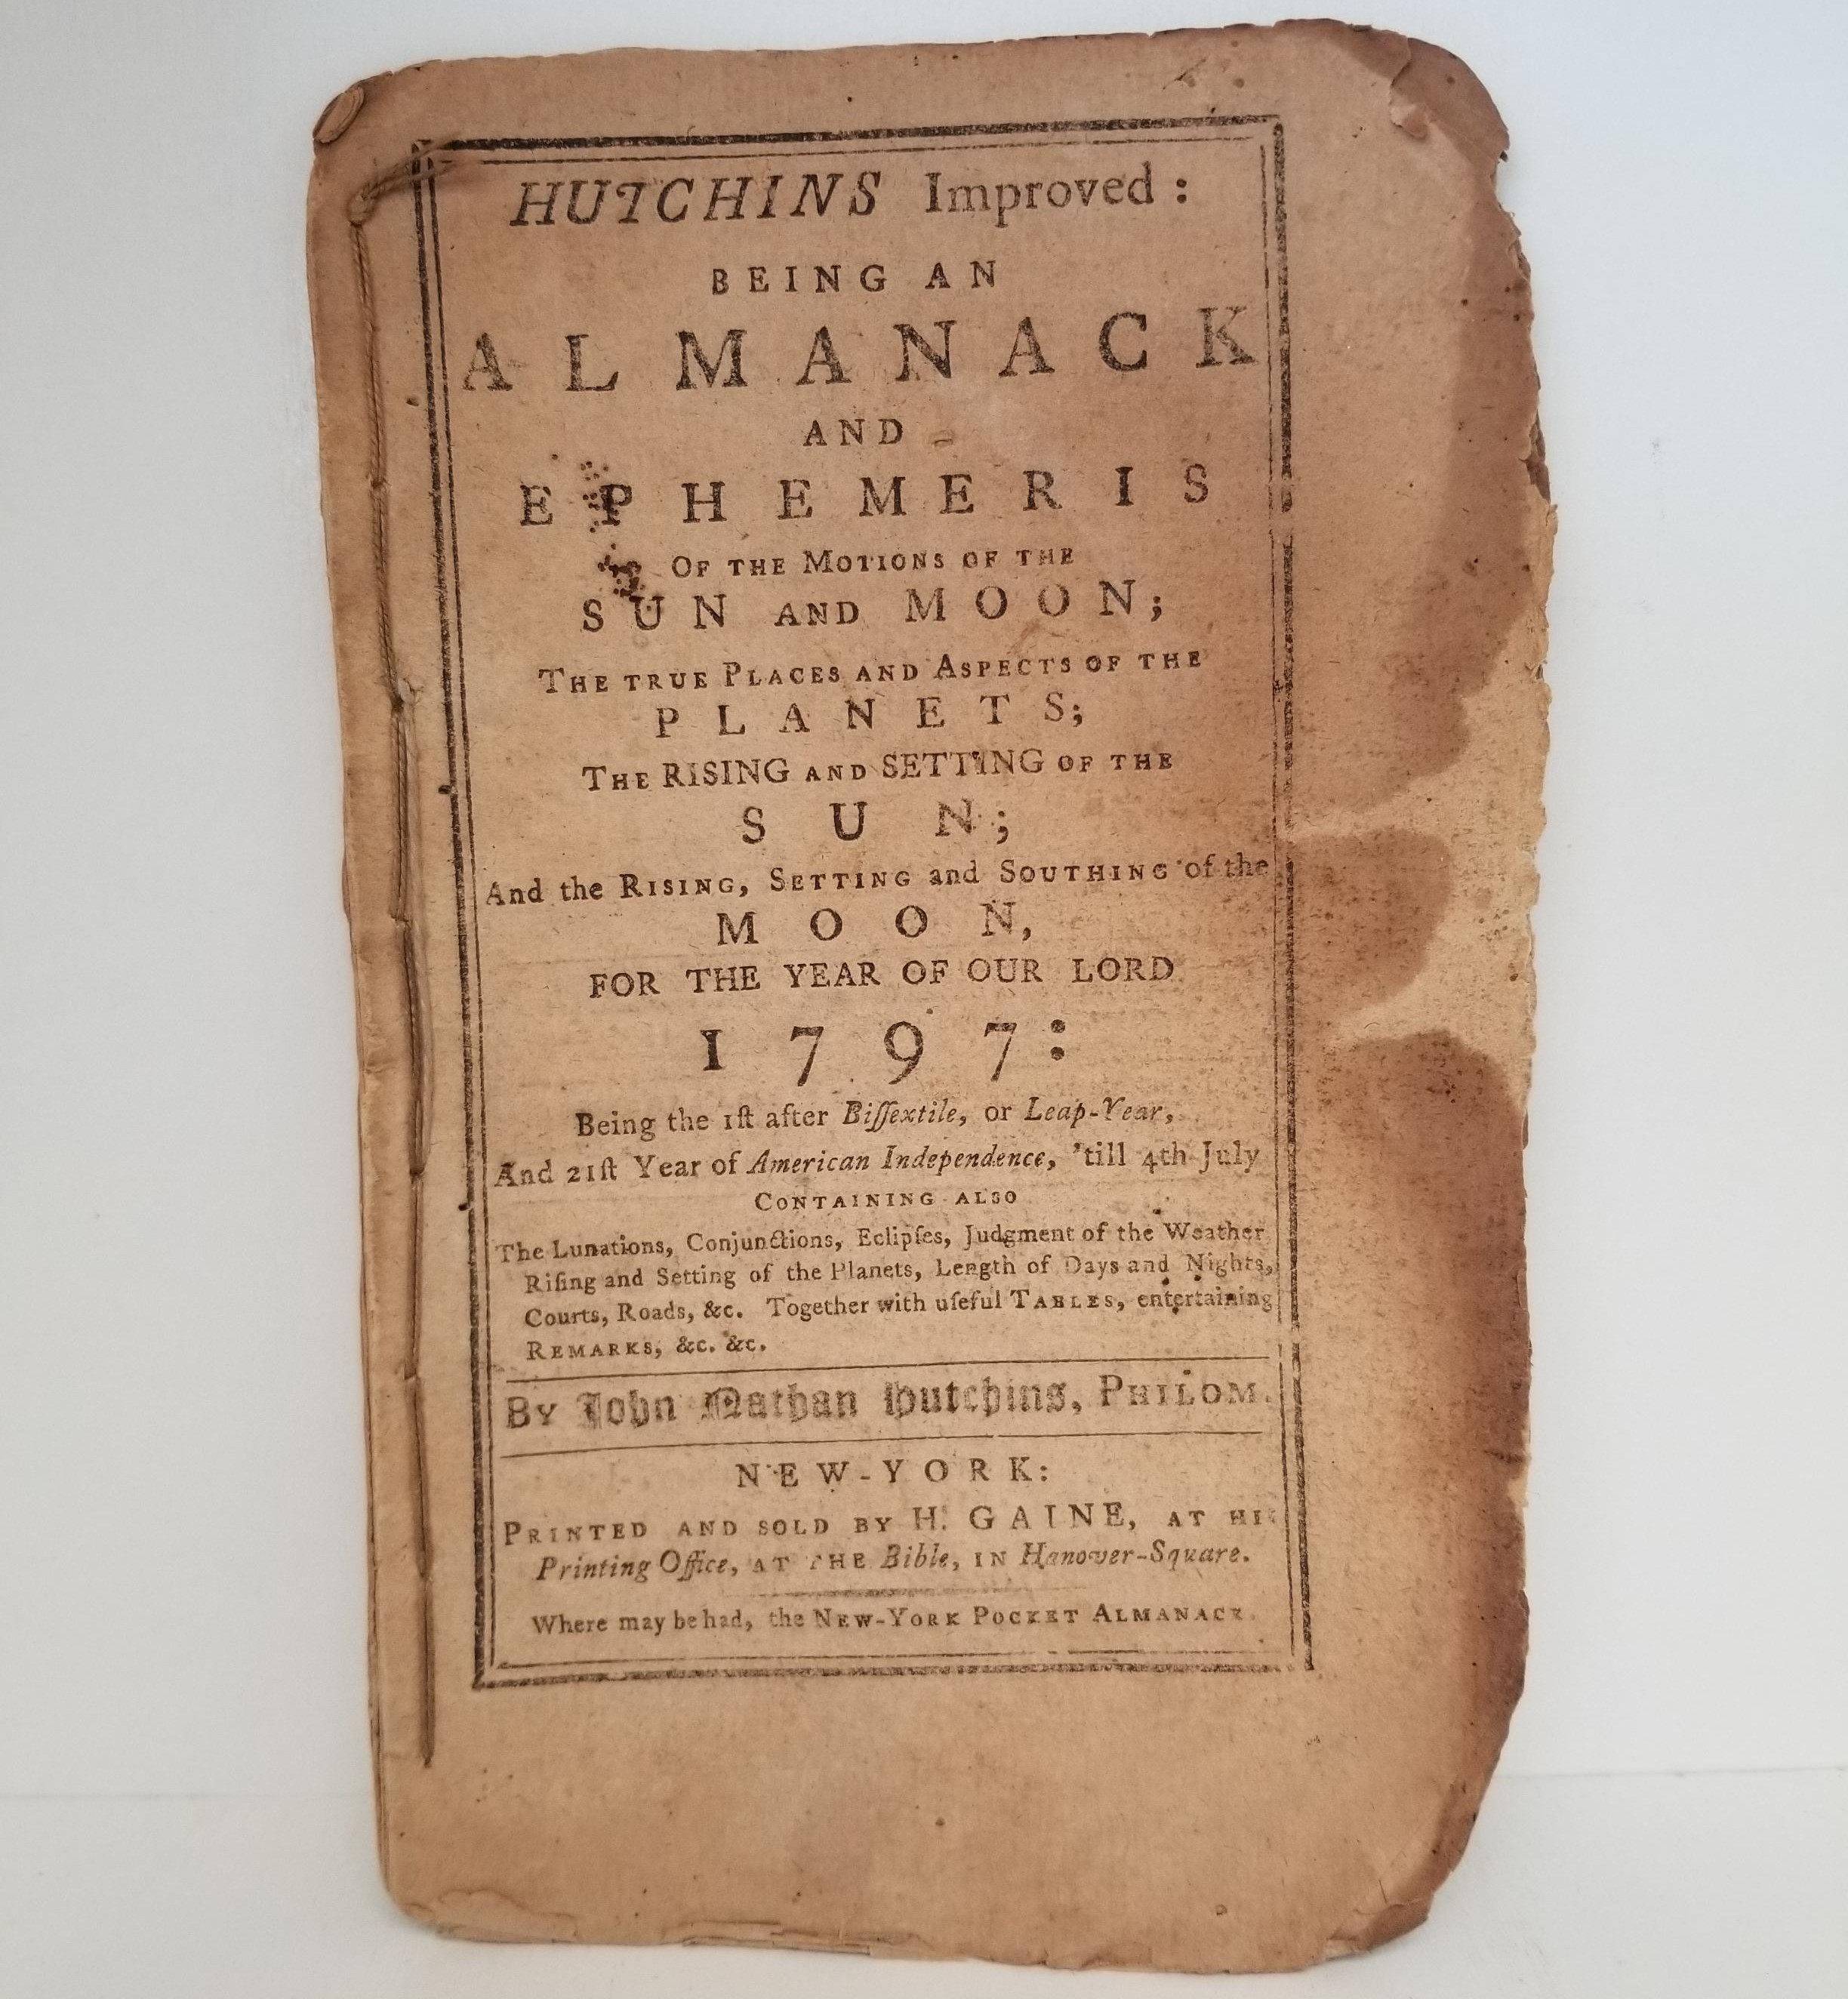 HUTCHINS Improved:
BEING AN
ALMANACK
AND
EPHEMERIS
OF THE MOTIONS OF THE
SUN AND MOON;
THE TRUE PLACES AND ASPECTS OF THE
PLANETS;
THE RISING AND SETTING OF THE
SUN;
And the RISING, SETTING and SOUTHING of the
MOON,
FOR THE YEAR OF OUR LORD
1797:
Being the 1ſt after Biſſextile, or Leap-Year,
And 21ſt Year of American Independence, 'till 4th July
CONTAINING ALSO
The Lunations, Conjunctions, Eclipſes, Judgment of the Weather
Riſing and Setting of the Planets, Length of Days and Nights,
Courts, Roads, &c. Together with uſeful TABLES, entertaining
REMARKS, &c. &c.
BY John Nathan Hutchins, PHILOM.
NEW-YORK:
PRINTED AND SOLD BY H. GAINE, AT HIS
Printing Office, AT THE Bible, IN Hanover-Square.
Where may be had, the NEW-YORK POCKET ALMANACK.